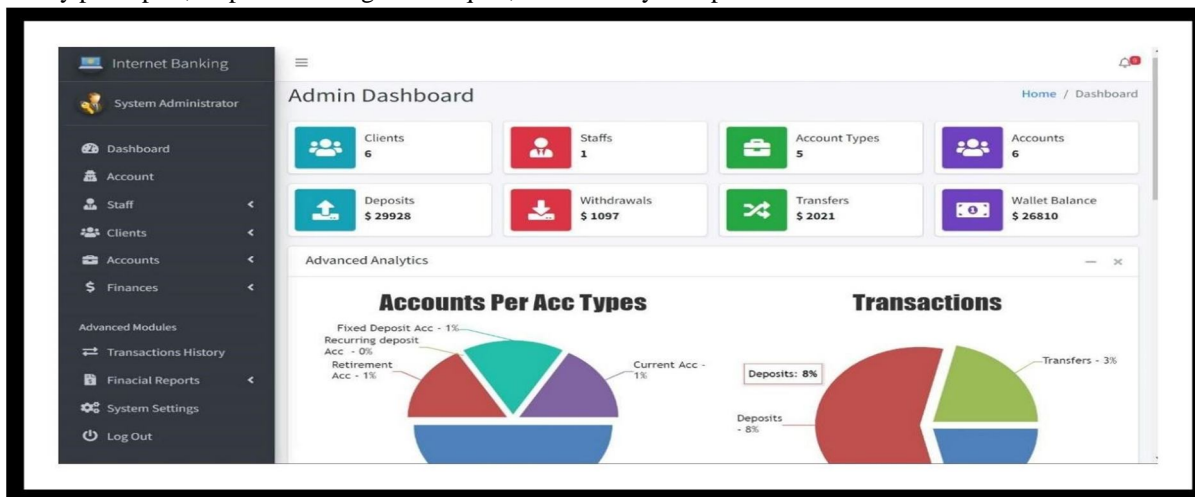 Internet Banking
System Administrator
Dashboard
Account
Staff
Clients
Accounts
Finances
Advanced Modules
Transactions History
Finacial Reports
System Settings
Log Out
Admin Dashboard
Home / Dashboard
Clients
6
Staffs
1
Account Types
5
Accounts
6
Deposits
$ 29928
Withdrawals
$ 1097
Transfers
$ 2021
Wallet Balance
$ 26810
Advanced Analytics
Accounts Per Acc Types
Fixed Deposit Acc - 1%
Recurring deposit
Acc - 0%
Retirement
Acc - 1%
Current Acc -
1%
Transactions
Transfers - 3%
Deposits: 8%
Deposits
- 8%